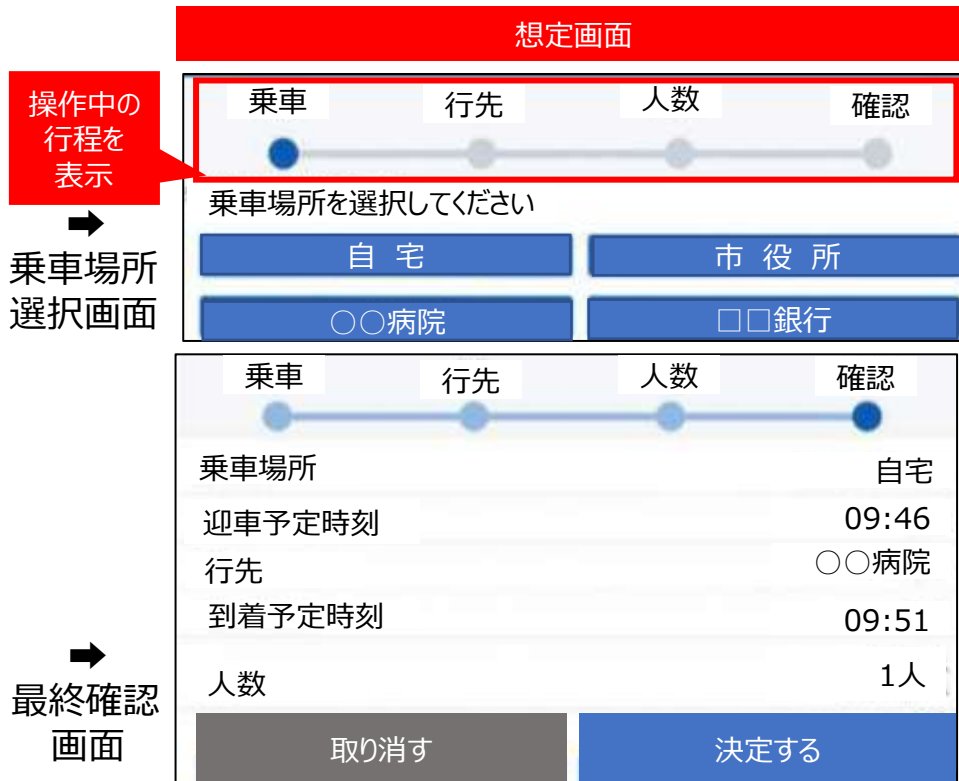 想定画面
操作中の
行程を
表示
乗車 行先 人数 確認
乗車場所を選択してください
➡
乗車場所
選択画面
自 宅 市 役 所
○○病院 □□銀行
乗車 行先 人数 確認
乗車場所 自宅
迎車予定時刻 09:46
行先 ○○病院
到着予定時刻 09:51
人数 1人
➡
最終確認
画面
取り消す 決定する